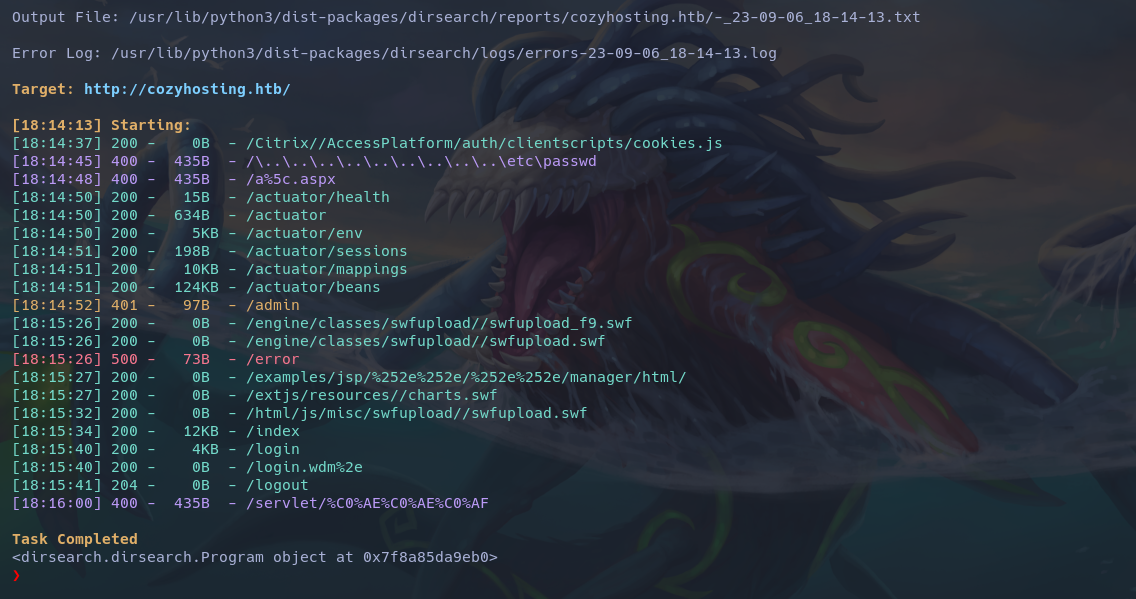 Output File: /usr/lib/python3/dist-packages/dirsearch/reports/cozyhosting.htb/-_23-09-06_18-14-13.txt
Error Log: /usr/lib/python3/dist-packages/dirsearch/logs/errors-23-09-06_18-14-13.log
Target: http://cozyhosting.htb/
[18:14:13] Starting:
[18:14:37] 200 -    0B  - /Citrix//AccessPlatform/auth/clientscripts/cookies.js
[18:14:45] 400 -  435B  - /\..\..\..\..\..\..\..\..\..\etc\passwd
[18:14:48] 400 -  435B  - /a%5c.aspx
[18:14:50] 200 -   15B  - /actuator/health
[18:14:50] 200 -  634B  - /actuator
[18:14:50] 200 -    5KB - /actuator/env
[18:14:51] 200 -  198B  - /actuator/sessions
[18:14:51] 200 -   10KB - /actuator/mappings
[18:14:51] 200 -  124KB - /actuator/beans
[18:14:52] 401 -   97B  - /admin
[18:15:26] 200 -    0B  - /engine/classes/swfupload//swfupload_f9.swf
[18:15:26] 200 -    0B  - /engine/classes/swfupload//swfupload.swf
[18:15:26] 500 -   73B  - /error
[18:15:27] 200 -    0B  - /examples/jsp/%252e%252e/%252e%252e/manager/html/
[18:15:27] 200 -    0B  - /extjs/resources//charts.swf
[18:15:32] 200 -    0B  - /html/js/misc/swfupload//swfupload.swf
[18:15:34] 200 -   12KB - /index
[18:15:40] 200 -    4KB - /login
[18:15:40] 200 -    0B  - /login.wdm%2e
[18:15:41] 204 -    0B  - /logout
[18:16:00] 400 -  435B  - /servlet/%C0%AE%C0%AE%C0%AF
Task Completed
<dirsearch.dirsearch.Program object at 0x7f8a85da9eb0>
❯